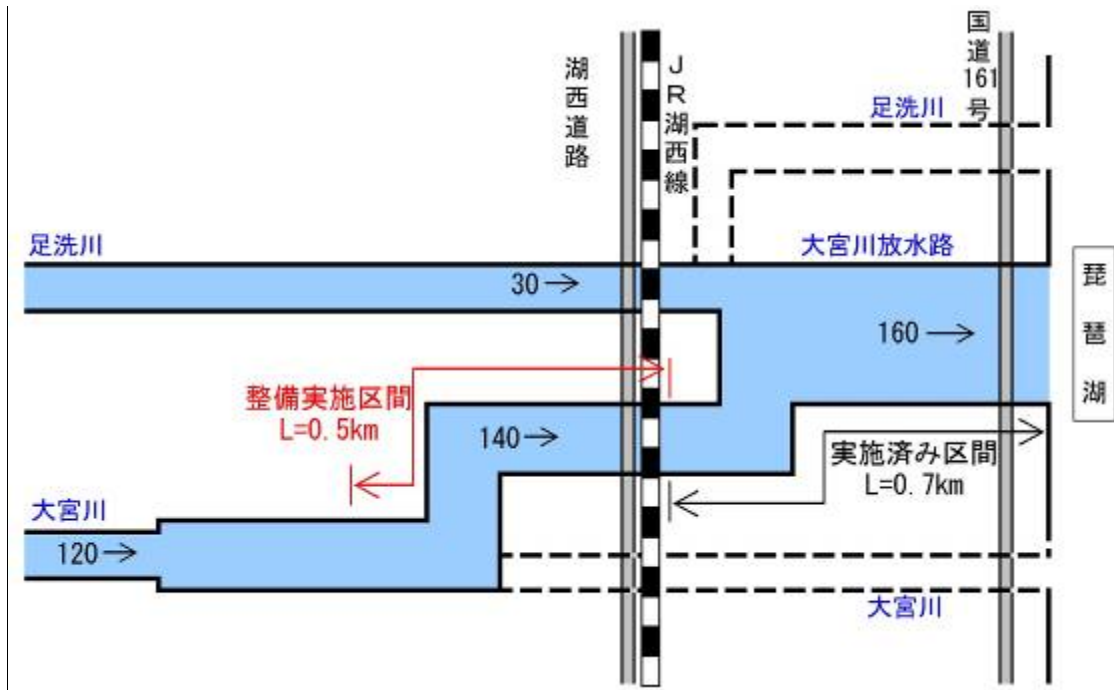 湖西道路
ＪＲ湖西線
国道161号
足洗川
足洗川
大宮川放水路
30→
160→
琵琶湖
整備実施区間
L=0.5km
140→
実施済み区間
L=0.7km
大宮川
120→
大宮川